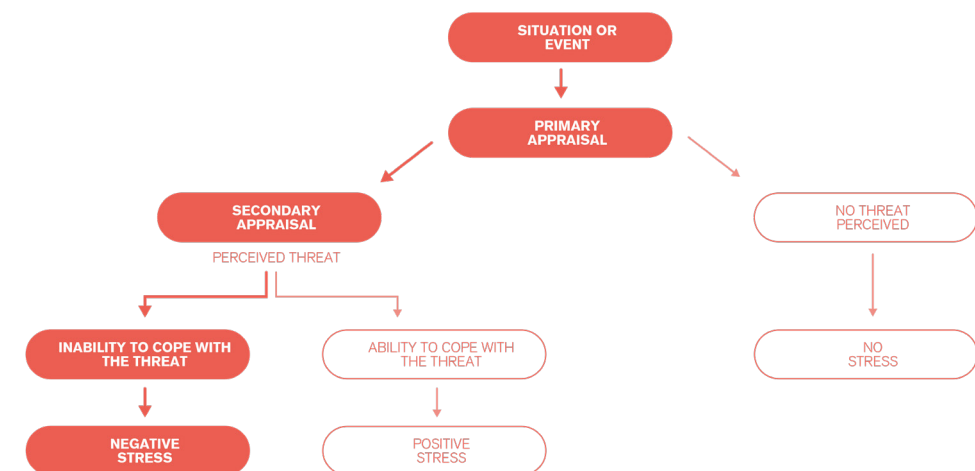 SITUATION OR
EVENT
PRIMARY
APPRAISAL
SECONDARY
APPRAISAL
NO THREAT
PERCEIVED
PERCEIVED THREAT
INABILITY TO COPE WITH
THE THREAT
ABILITY TO COPE WITH
THE THREAT
NO
STRESS
NEGATIVE
STRESS
POSITIVE
STRESS